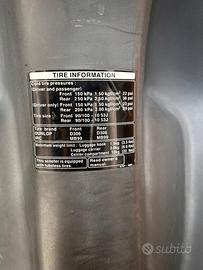 TIRE INFORMATION
Cold tire pressures :
(Driver and passenger)
Front 150 kPa 1.50 kgf/cm² 22 psi
Rear 250 kPa 2.50 kgf/cm² 36 psi
(Driver only) Front 150 kPa 1.50 kgf/cm² 22 psi
Rear 200 kPa 2.00 kgf/cm² psi
Tire size : Front 90/100 - 10 53J
Rear 90/100 - 10 53J
Tire brand Front Rear
DUNLOP D306 D306
MB99 MB99
Maximum weight limit : Luggage hook
Luggage carrier
Center compartment
This scooter is equipped with tubeless tires.
Read owner's manual.
subito